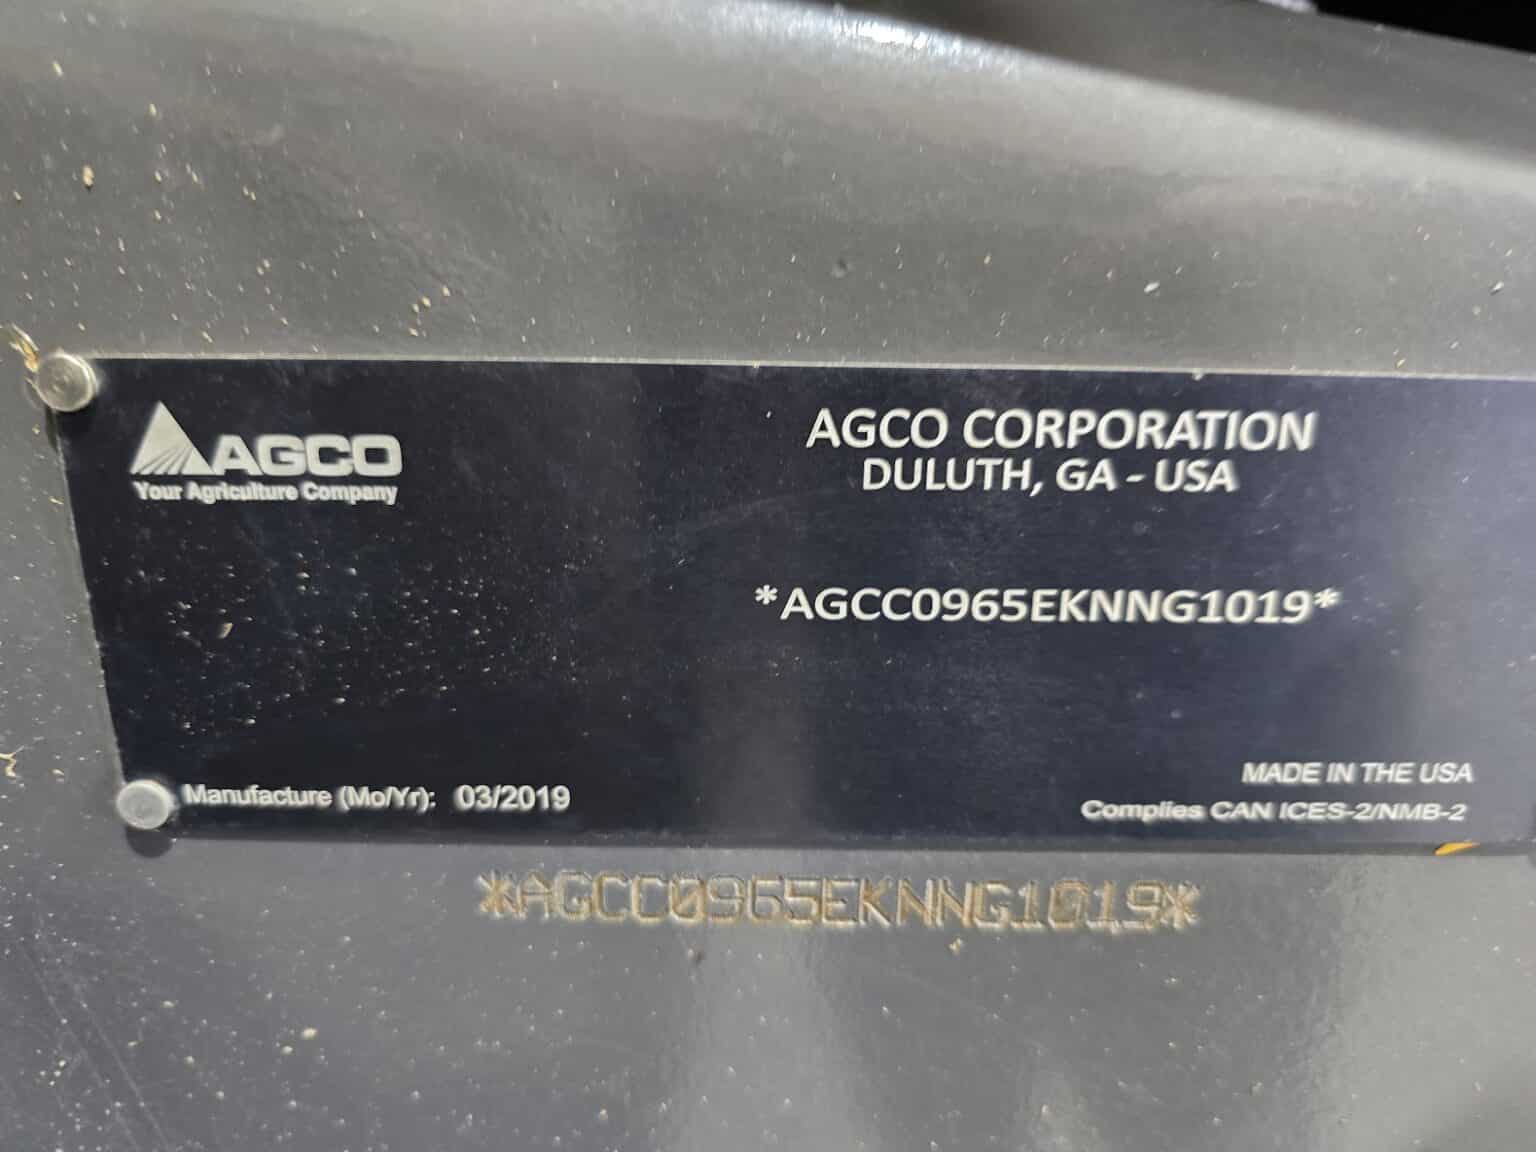 AGCO
Your Agriculture Company
AGCO CORPORATION
DULUTH, GA - USA
*AGCC0965EKNNG1019*
Manufacture (Mo/Yr): 03/2019
MADE IN THE USA
Complies CAN ICES-2/NMB-2
*AGCC0965EKNNG1019*